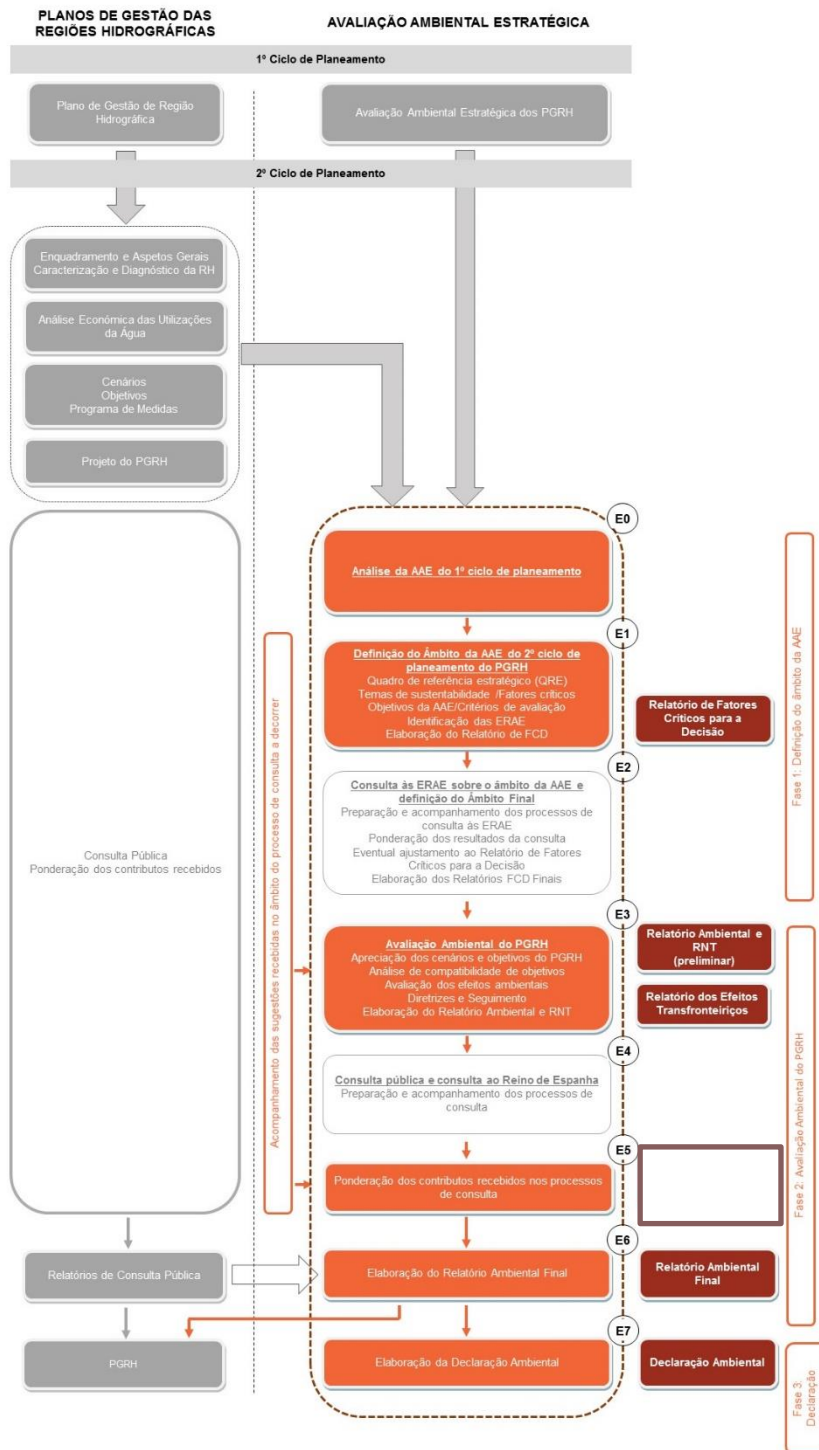 PLANOS DE GESTÃO DAS
REGIÕES HIDROGRÁFICAS
AVALIAÇÃO AMBIENTAL ESTRATÉGICA
1º Ciclo de Planeamento
Plano de Gestão de Região
Hidrográfica
Avaliação Ambiental Estratégica dos PGRH
2º Ciclo de Planeamento
Enquadramento e Aspetos Gerais
Caracterização e Diagnóstico da RH
Análise Económica das Utilizações
da Água
Cenários
Objetivos
Programa de Medidas
Projeto do PGRH
Consulta Pública
Ponderação dos contributos recebidos
Relatórios de Consulta Pública
PGRH
Acompanhamento das sugestões recebidas no âmbito do processo de consulta a decorrer
E0
Análise da AAE do 1º ciclo de planeamento
E1
Definição do Âmbito da AAE do 2º ciclo de
planeamento do PGRH
Quadro de referência estratégico (QRE)
Temas de sustentabilidade /Fatores críticos
Objetivos da AAE/Critérios de avaliação
Identificação das ERAE
Elaboração do Relatório de FCD
Relatório de Fatores
Críticos para a
Decisão
E2
Consulta às ERAE sobre o âmbito da AAE e
definição do Âmbito Final
Preparação e acompanhamento dos processos de
consulta às ERAE
Ponderação dos resultados da consulta
Eventual ajustamento ao Relatório de Fatores
Críticos para a Decisão
Elaboração dos Relatórios FCD Finais
E3
Avaliação Ambiental do PGRH
Apreciação dos cenários e objetivos do PGRH
Análise de compatibilidade de objetivos
Avaliação dos efeitos ambientais
Diretrizes e Seguimento
Elaboração do Relatório Ambiental e RNT
Relatório Ambiental e
RNT
(preliminar)
Relatório dos Efeitos
Transfronteiriços
E4
Consulta pública e consulta ao Reino de Espanha
Preparação e acompanhamento dos processos de
consulta
E5
Ponderação dos contributos recebidos nos processos
de consulta
E6
Elaboração do Relatório Ambiental Final
Relatório Ambiental
Final
E7
Elaboração da Declaração Ambiental
Declaração Ambiental
Fase 1: Definição do âmbito da AAE
Fase 2: Avaliação Ambiental do PGRH
Fase 3:
Declaração